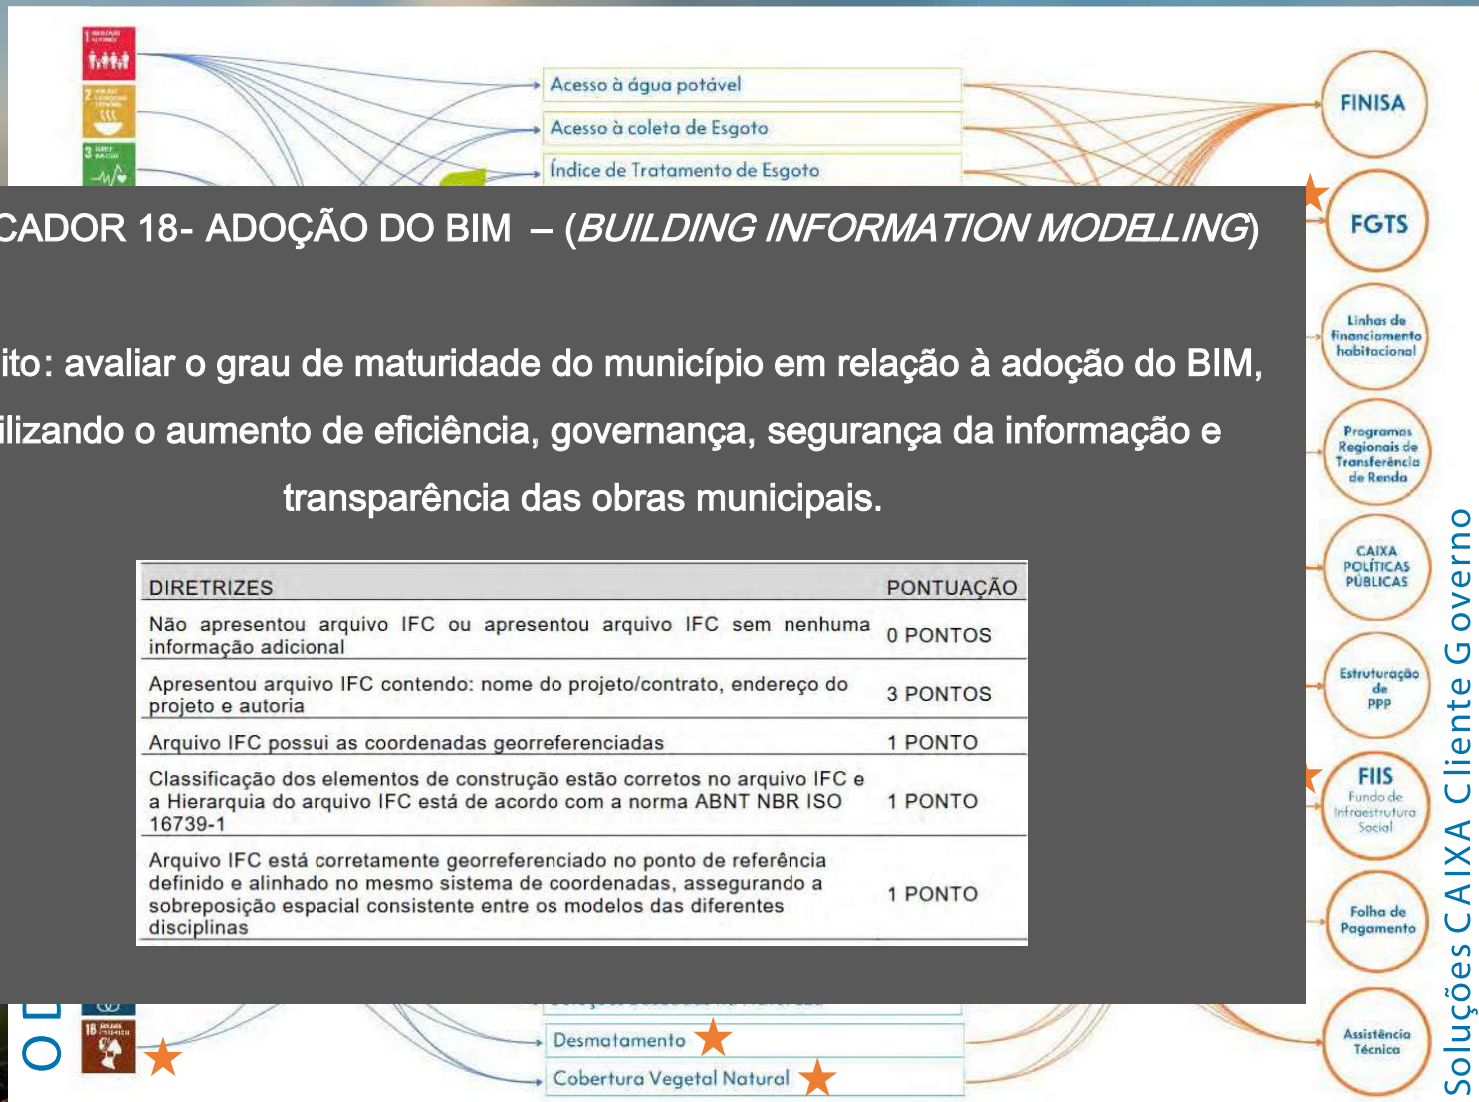 Acesso à água potável
Acesso à coleta de Esgoto
Índice de Tratamento de Esgoto
CADOR 18- ADOÇÃO DO BIM – (BUILDING INFORMATION MODELLING)
ito: avaliar o grau de maturidade do município em relação à adoção do BIM,
ilizando o aumento de eficiência, governança, segurança da informação e
transparência das obras municipais.
DIRETRIZES PONTUAÇÃO
Não apresentou arquivo IFC ou apresentou arquivo IFC sem nenhuma
informação adicional
0 PONTOS
Apresentou arquivo IFC contendo: nome do projeto/contrato, endereço do
projeto e autoria
3 PONTOS
Arquivo IFC possui as coordenadas georreferenciadas 1 PONTO
Classificação dos elementos de construção estão corretos no arquivo IFC e
a Hierarquia do arquivo IFC está de acordo com a norma ABNT NBR ISO
16739-1
1 PONTO
Arquivo IFC está corretamente georreferenciado no ponto de referência
definido e alinhado no mesmo sistema de coordenadas, assegurando a
sobreposição espacial consistente entre os modelos das diferentes
disciplinas
1 PONTO
Desmatamento
Cobertura Vegetal Natural
1
2
3
18
O
FINISA
FGTS
Linhas de
financiamento
habitacional
Programas
Regionais de
Transferência
de Renda
CAIXA
POLÍTICAS
PÚBLICAS
Estruturação
de
PPP
FIIS
Fundo de
Infraestrutura
Social
Folha de
Pagamento
Assistência
Técnica
Soluções CAIXA Cliente Governo